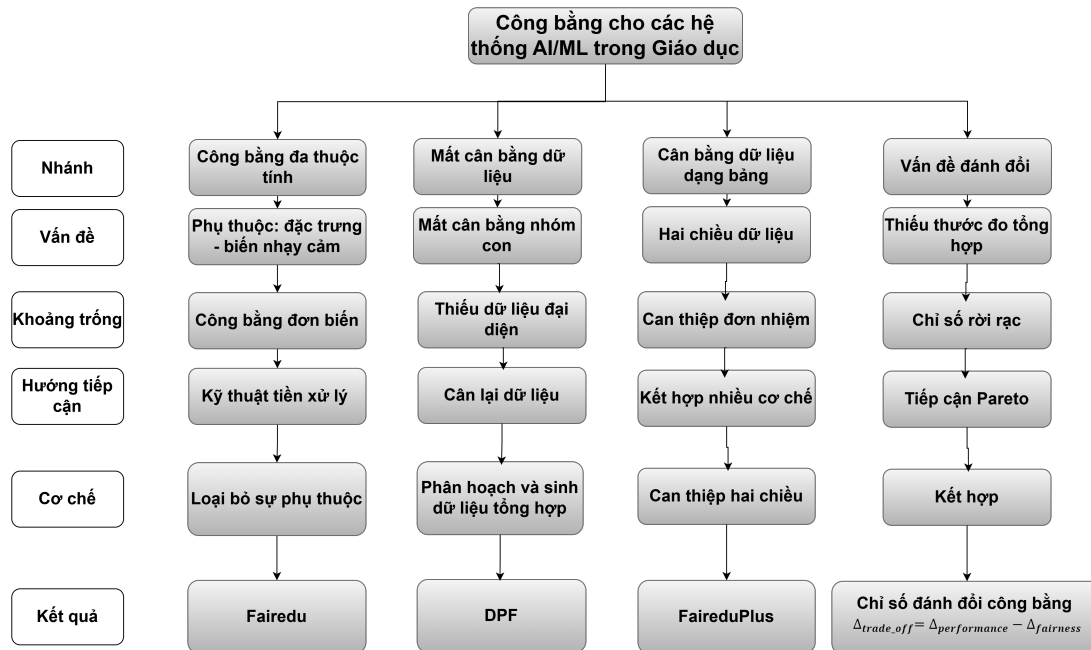 Công bằng cho các hệ
thống AI/ML trong Giáo dục
Nhánh
Công bằng đa thuộc
tính
Mất cân bằng dữ
liệu
Cân bằng dữ liệu
dạng bảng
Vấn đề đánh đổi
Vấn đề
Phụ thuộc: đặc trưng
- biến nhạy cảm
Mất cân bằng nhóm
con
Hai chiều dữ liệu
Thiếu thước đo tổng
hợp
Khoảng trống
Công bằng đơn biến
Thiếu dữ liệu đại
diện
Can thiệp đơn nhiệm
Chỉ số rời rạc
Hướng tiếp
cận
Kỹ thuật tiền xử lý
Cân lại dữ liệu
Kết hợp nhiều cơ chế
Tiếp cận Pareto
Cơ chế
Loại bỏ sự phụ thuộc
Phân hoạch và sinh
dữ liệu tổng hợp
Can thiệp hai chiều
Kết hợp
Kết quả
Fairedu
DPF
FaireduPlus
Chỉ số đánh đổi công bằng
Δ_trade_off = Δ_performance − Δ_fairness